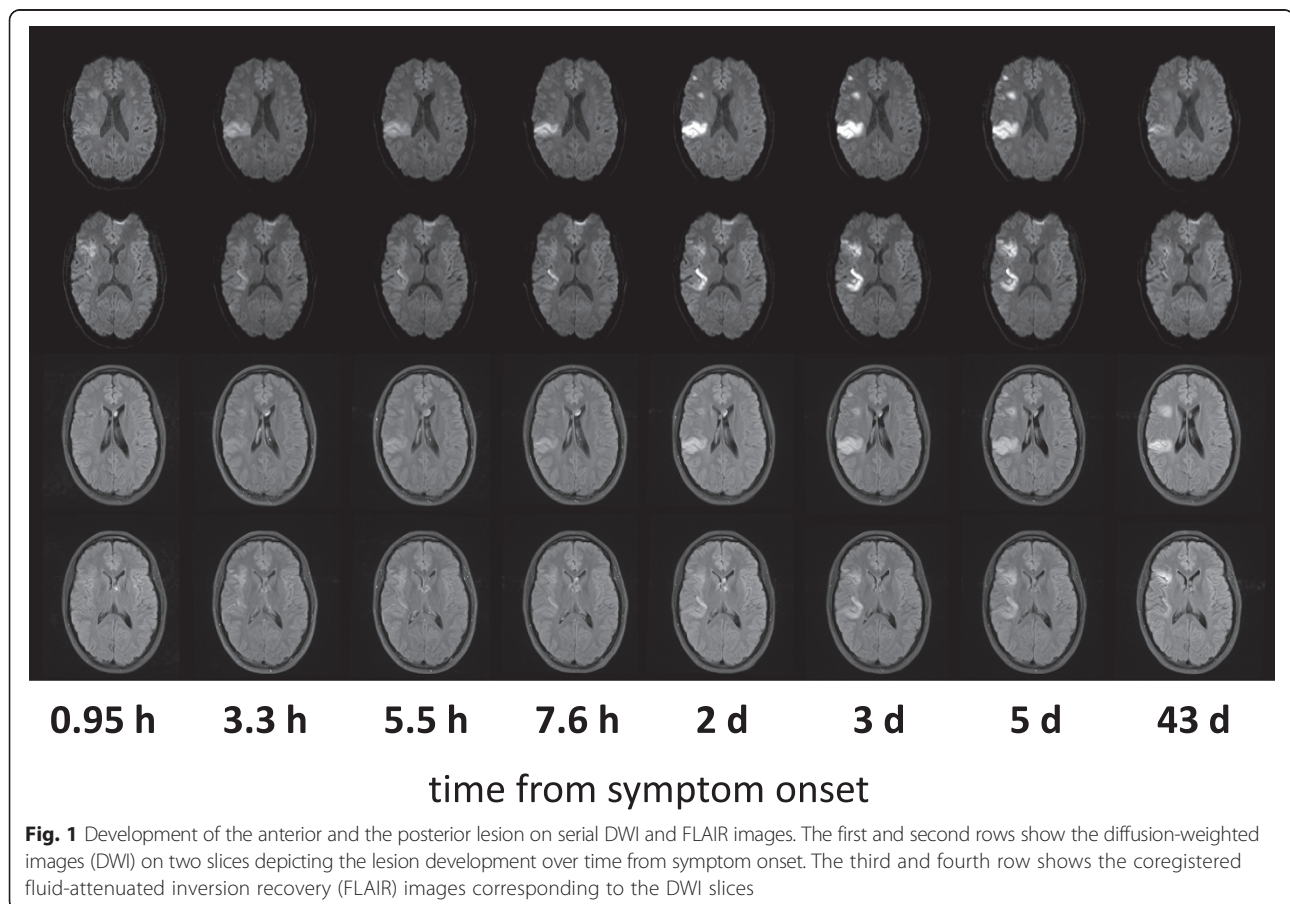 0.95 h 3.3 h 5.5 h 7.6 h 2 d 3 d 5 d 43 d
time from symptom onset
Fig. 1 Development of the anterior and the posterior lesion on serial DWI and FLAIR images. The first and second rows show the diffusion-weighted
images (DWI) on two slices depicting the lesion development over time from symptom onset. The third and fourth row shows the coregistered
fluid-attenuated inversion recovery (FLAIR) images corresponding to the DWI slices